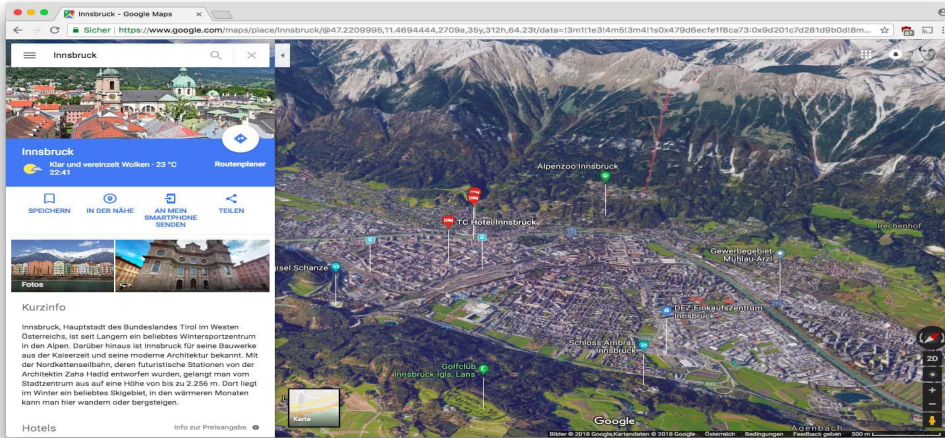 Innsbruck - Google Maps
Sicher | https://www.google.com/maps/place/Innsbruck/@47.2209995,11.4694444,2709a,35y,312h,64.23t/data=!3m1!1e3!4m5!3m4!1s0x479d6ecfe1f8ca73:0x9d201c7d281d9b0d!8m...
Innsbruck
Innsbruck
Klar und vereinzelt Wolken · 23 °C
22:41
Routenplaner
SPEICHERN
IN DER NÄHE
AN MEIN
SMARTPHONE
SENDEN
TEILEN
Fotos
Kurzinfo
Innsbruck, Hauptstadt des Bundeslandes Tirol im Westen
Österreichs, ist seit Langem ein beliebtes Wintersportzentrum
in den Alpen. Darüber hinaus ist Innsbruck für seine Bauwerke
aus der Kaiserzeit und seine moderne Architektur bekannt. Mit
der Nordkettenseilbahn, deren futuristische Stationen von der
Architektin Zaha Hadid entworfen wurden, gelangt man vom
Stadtzentrum aus auf eine Höhe von bis zu 2.256 m. Dort liegt
im Winter ein beliebtes Skigebiet, in den wärmeren Monaten
kann man hier wandern oder bergsteigen.
Hotels
Info zur Preisangabe
Alpenzoo Innsbruck
TC Hotel Innsbruck
Rechenhof
Gewerbegebiet
Mühlau-Arzl
gisel Schanze
DEZ Einkaufszentrum
Innsbruck
Schloss Ambras
Innsbruck
Golfclub
Innsbruck-Igls, Lans
Karte
2D
Google
Agenbach
Bilder © 2018 Google,Kartendaten © 2018 Google
Österreich
Bedingungen
Feedback geben
500 m